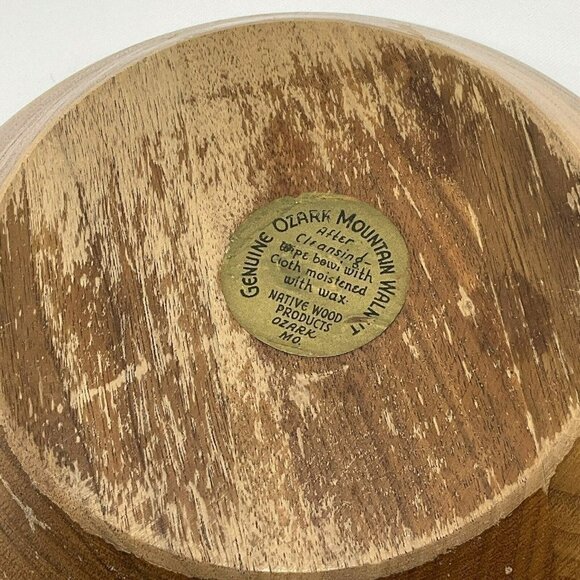 GENUINE OZARK MOUNTAIN WALNUT
After
Cleansing
wipe bowl with
Cloth moistened
with wax.
NATIVE WOOD
PRODUCTS
OZARK
MO.